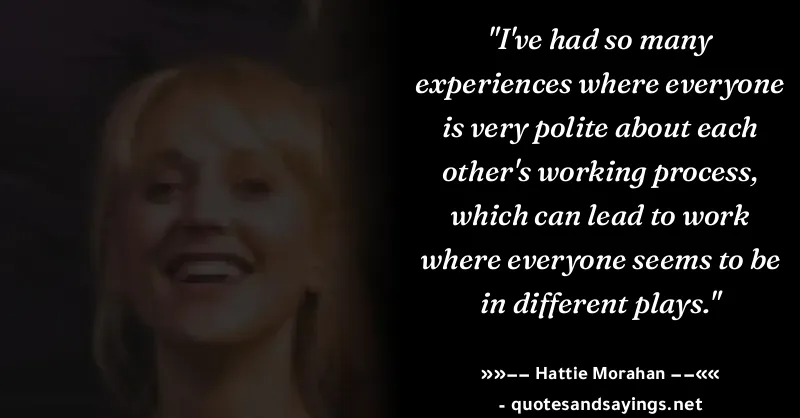 "I've had so many
experiences where everyone
is very polite about each
other's working process,
which can lead to work
where everyone seems to be
in different plays."
»»−− Hattie Morahan −−««
- quotesandsayings.net